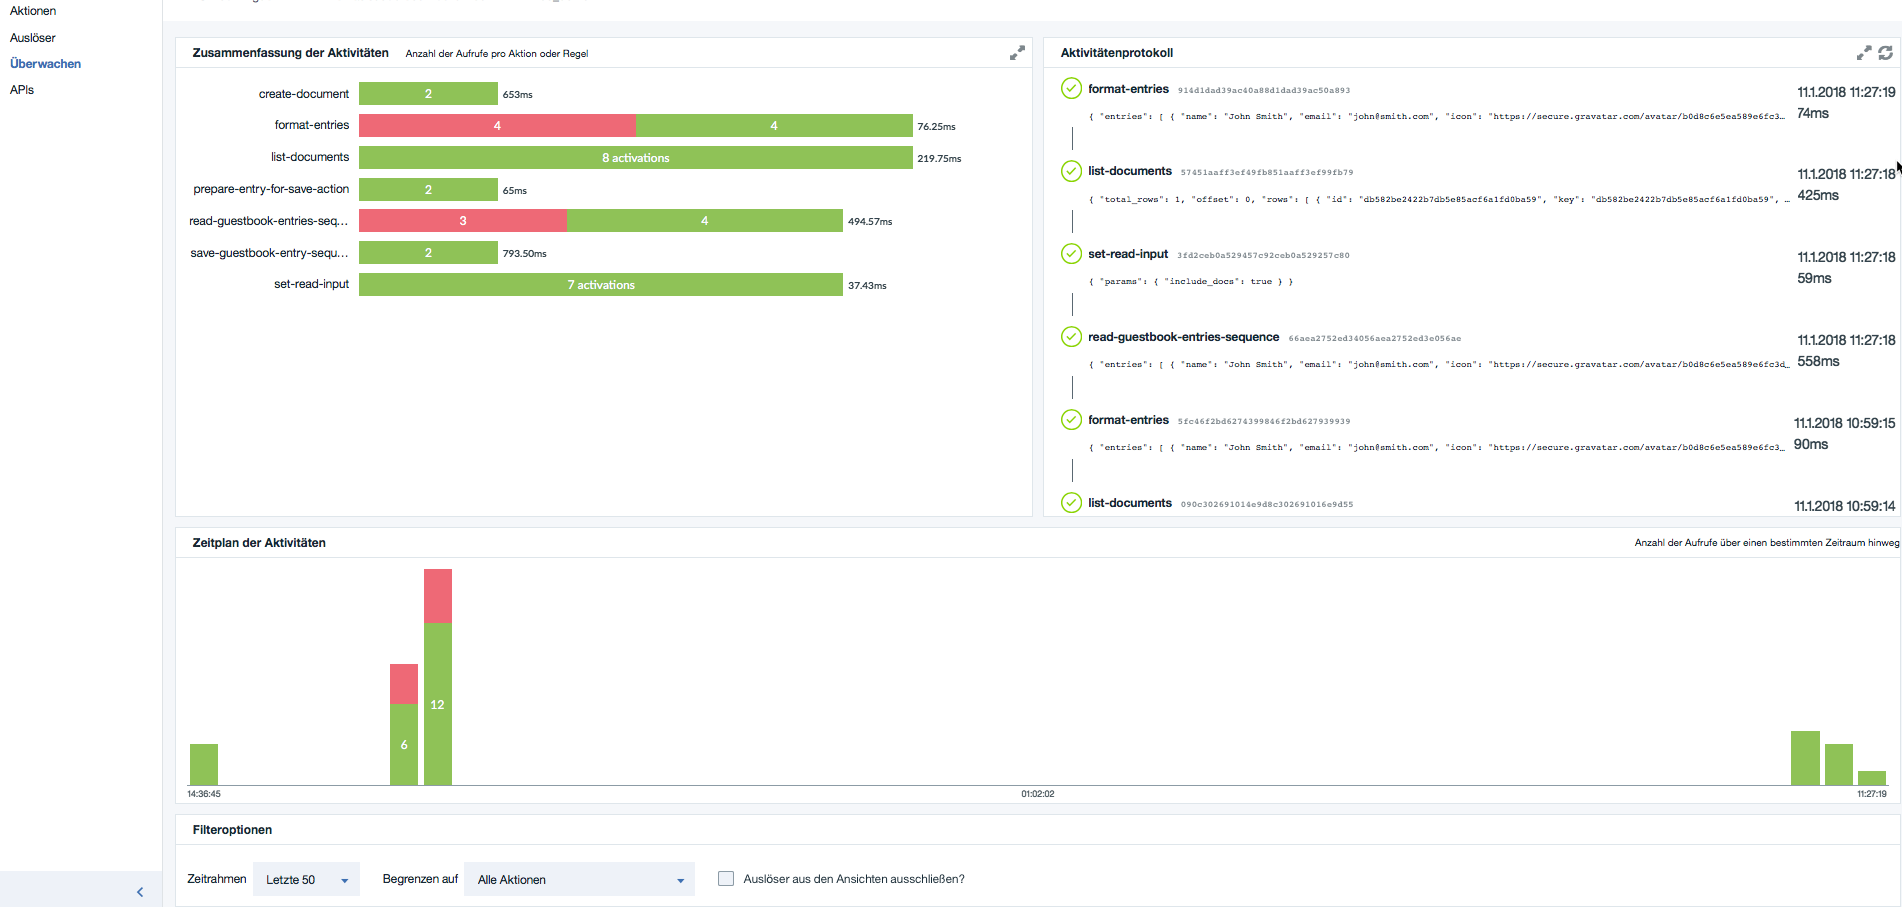 Aktionen
Auslöser
Überwachen
APIs
Zusammenfassung der Aktivitäten Anzahl der Aufrufe pro Aktion oder Regel
create-document 2 653ms
format-entries 4 4 76.25ms
list-documents 8 activations 219.75ms
prepare-entry-for-save-action 2 65ms
read-guestbook-entries-seq... 3 4 494.57ms
save-guestbook-entry-sequ... 2 793.50ms
set-read-input 7 activations 37.43ms
Aktivitätenprotokoll
format-entries 914d1dad39ac40a88d1dad39ac50a893 11.1.2018 11:27:19
{ "entries": [ { "name": "John Smith", "email": "john@smith.com", "icon": "https://secure.gravatar.com/avatar/b0d8c6e5ea589e6fc3... 74ms
list-documents 57451aaff3ef49fb851aaff3ef99fb79 11.1.2018 11:27:18
{ "total_rows": 1, "offset": 0, "rows": [ { "id": "db582be2422b7db5e85acf6a1fd0ba59", "key": "db582be2422b7db5e85acf6a1fd0ba59", ... 425ms
set-read-input 3fd2ceb0a529457c92ceb0a529257c80 11.1.2018 11:27:18
{ "params": { "include_docs": true } } 59ms
read-guestbook-entries-sequence 66aea2752ed34056aea2752ed3e056ae 11.1.2018 11:27:18
{ "entries": [ { "name": "John Smith", "email": "john@smith.com", "icon": "https://secure.gravatar.com/avatar/b0d8c6e5ea589e6fc3d... 558ms
format-entries 5fc46f2bd6274399846f2bd627939939 11.1.2018 10:59:15
{ "entries": [ { "name": "John Smith", "email": "john@smith.com", "icon": "https://secure.gravatar.com/avatar/b0d8c6e5ea589e6fc3... 90ms
list-documents 090c302691014e9d8c302691016e9d55 11.1.2018 10:59:14
Zeitplan der Aktivitäten Anzahl der Aufrufe über einen bestimmten Zeitraum hinweg
12
6
14:36:45 01:02:02 11:27:19
Filteroptionen
Zeitrahmen Letzte 50 Begrenzen auf Alle Aktionen Auslöser aus den Ansichten ausschließen?